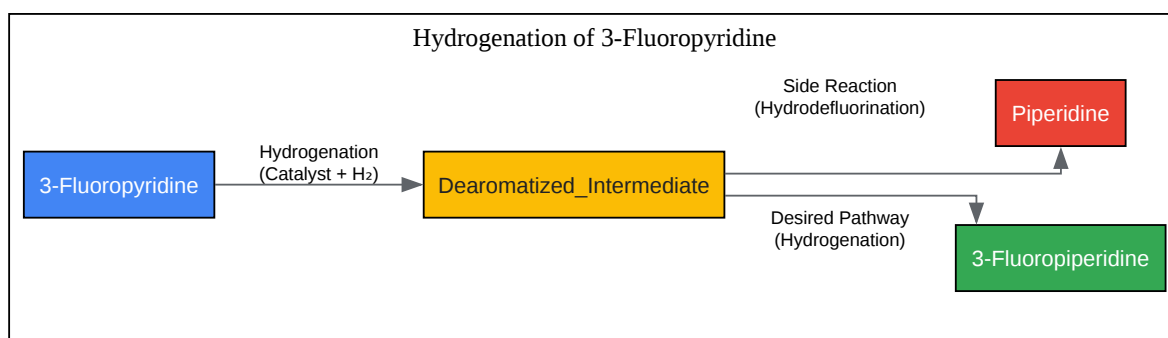 Hydrogenation of 3-Fluoropyridine
3-Fluoropyridine
Hydrogenation
(Catalyst + H₂)
Dearomatized_Intermediate
Side Reaction
(Hydrodefluorination)
Piperidine
Desired Pathway
(Hydrogenation)
3-Fluoropiperidine